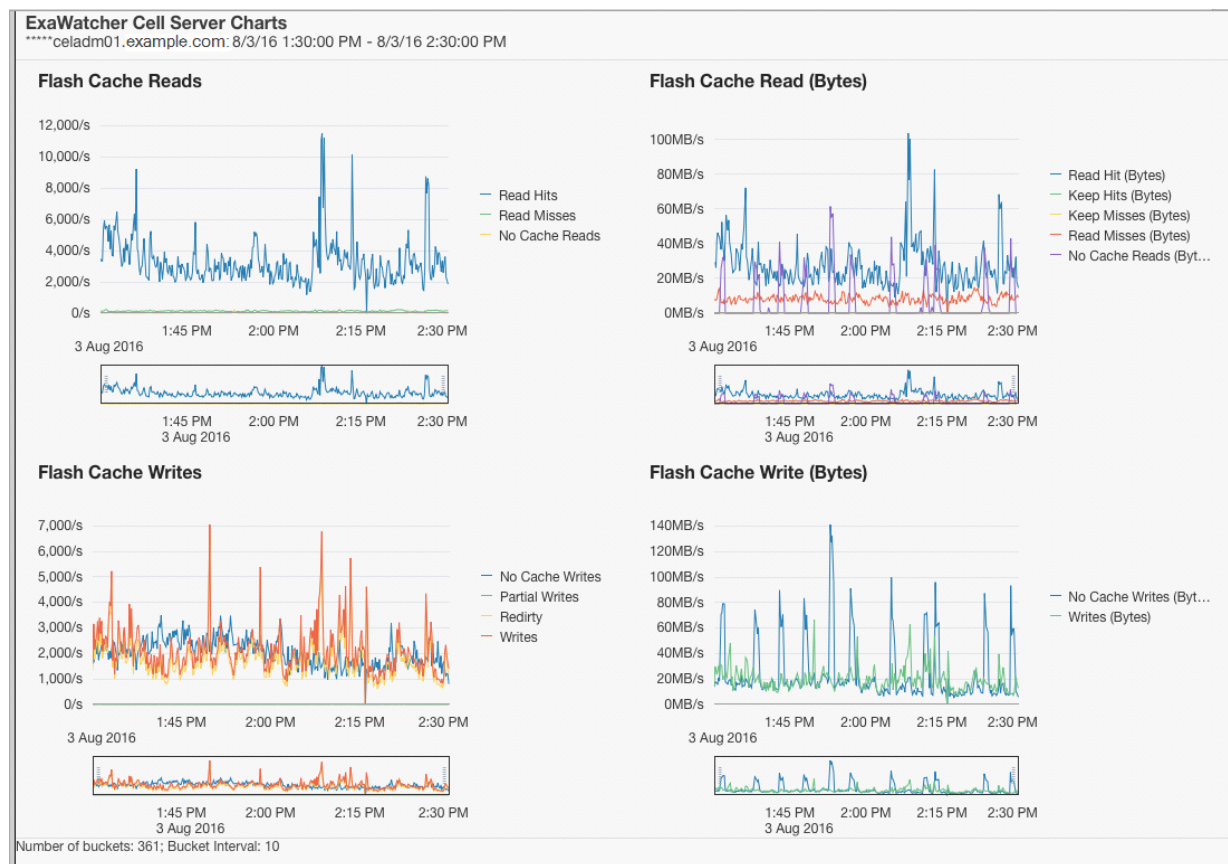 ExaWatcher Cell Server Charts
*****celadm01.example.com: 8/3/16 1:30:00 PM - 8/3/16 2:30:00 PM
Flash Cache Reads
12,000/s
10,000/s
8,000/s
6,000/s
4,000/s
2,000/s
0/s
1:45 PM 2:00 PM 2:15 PM 2:30 PM
3 Aug 2016
Read Hits
Read Misses
No Cache Reads
1:45 PM 2:00 PM 2:15 PM 2:30 PM
3 Aug 2016
Flash Cache Read (Bytes)
100MB/s
80MB/s
60MB/s
40MB/s
20MB/s
0MB/s
1:45 PM 2:00 PM 2:15 PM 2:30 PM
3 Aug 2016
Read Hit (Bytes)
Keep Hits (Bytes)
Keep Misses (Bytes)
Read Misses (Bytes)
No Cache Reads (Byt...
1:45 PM 2:00 PM 2:15 PM 2:30 PM
3 Aug 2016
Flash Cache Writes
7,000/s
6,000/s
5,000/s
4,000/s
3,000/s
2,000/s
1,000/s
0/s
1:45 PM 2:00 PM 2:15 PM 2:30 PM
3 Aug 2016
No Cache Writes
Partial Writes
Redirty
Writes
1:45 PM 2:00 PM 2:15 PM 2:30 PM
3 Aug 2016
Flash Cache Write (Bytes)
140MB/s
120MB/s
100MB/s
80MB/s
60MB/s
40MB/s
20MB/s
0MB/s
1:45 PM 2:00 PM 2:15 PM 2:30 PM
3 Aug 2016
No Cache Writes (Byt...
Writes (Bytes)
1:45 PM 2:00 PM 2:15 PM 2:30 PM
3 Aug 2016
Number of buckets: 361; Bucket Interval: 10